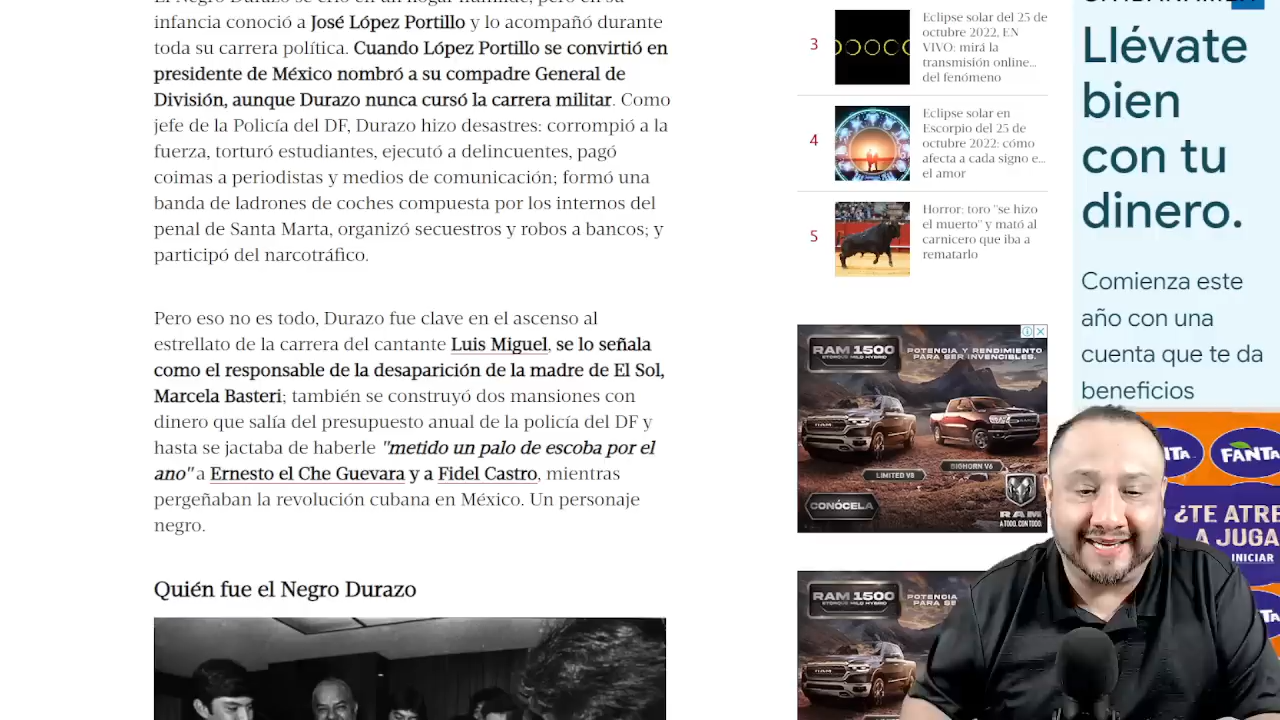 infancia conoció a José López Portillo y lo acompañó durante
toda su carrera política. Cuando López Portillo se convirtió en
presidente de México nombró a su compadre General de
División, aunque Durazo nunca cursó la carrera militar. Como
jefe de la Policía del DF, Durazo hizo desastres: corrompió a la
fuerza, torturó estudiantes, ejecutó a delincuentes, pagó
coimas a periodistas y medios de comunicación; formó una
banda de ladrones de coches compuesta por los internos del
penal de Santa Marta, organizó secuestros y robos a bancos; y
participó del narcotráfico.
Pero eso no es todo, Durazo fue clave en el ascenso al
estrellato de la carrera del cantante Luis Miguel, se lo señala
como el responsable de la desaparición de la madre de El Sol,
Marcela Basteri; también se construyó dos mansiones con
dinero que salía del presupuesto anual de la policía del DF y
hasta se jactaba de haberle "metido un palo de escoba por el
ano" a Ernesto el Che Guevara y a Fidel Castro, mientras
pergeñaban la revolución cubana en México. Un personaje
negro.
Quién fue el Negro Durazo
3
Eclipse solar del 25 de
octubre 2022, EN
VIVO: mirá la
transmisión online...
del fenómeno
4
Eclipse solar en
Escorpio del 25 de
octubre 2022: cómo
afecta a cada signo e...
el amor
5
Horror: toro "se hizo
el muerto" y mató al
carnicero que iba a
rematarlo
RAM 1500
POTENCIA Y RENDIMIENTO
PARA SER INVENCIBLES.
LIMITED V8
BIGHORN V6
CONÓCELA
RAM
A TODO, CON TODO.
RAM 1500
POTENCIA
PARA SE
Llévate
bien
con tu
dinero.
Comienza este
año con una
cuenta que te da
beneficios
FANTA
¿TE ATRE
A JUGA
INICIAR